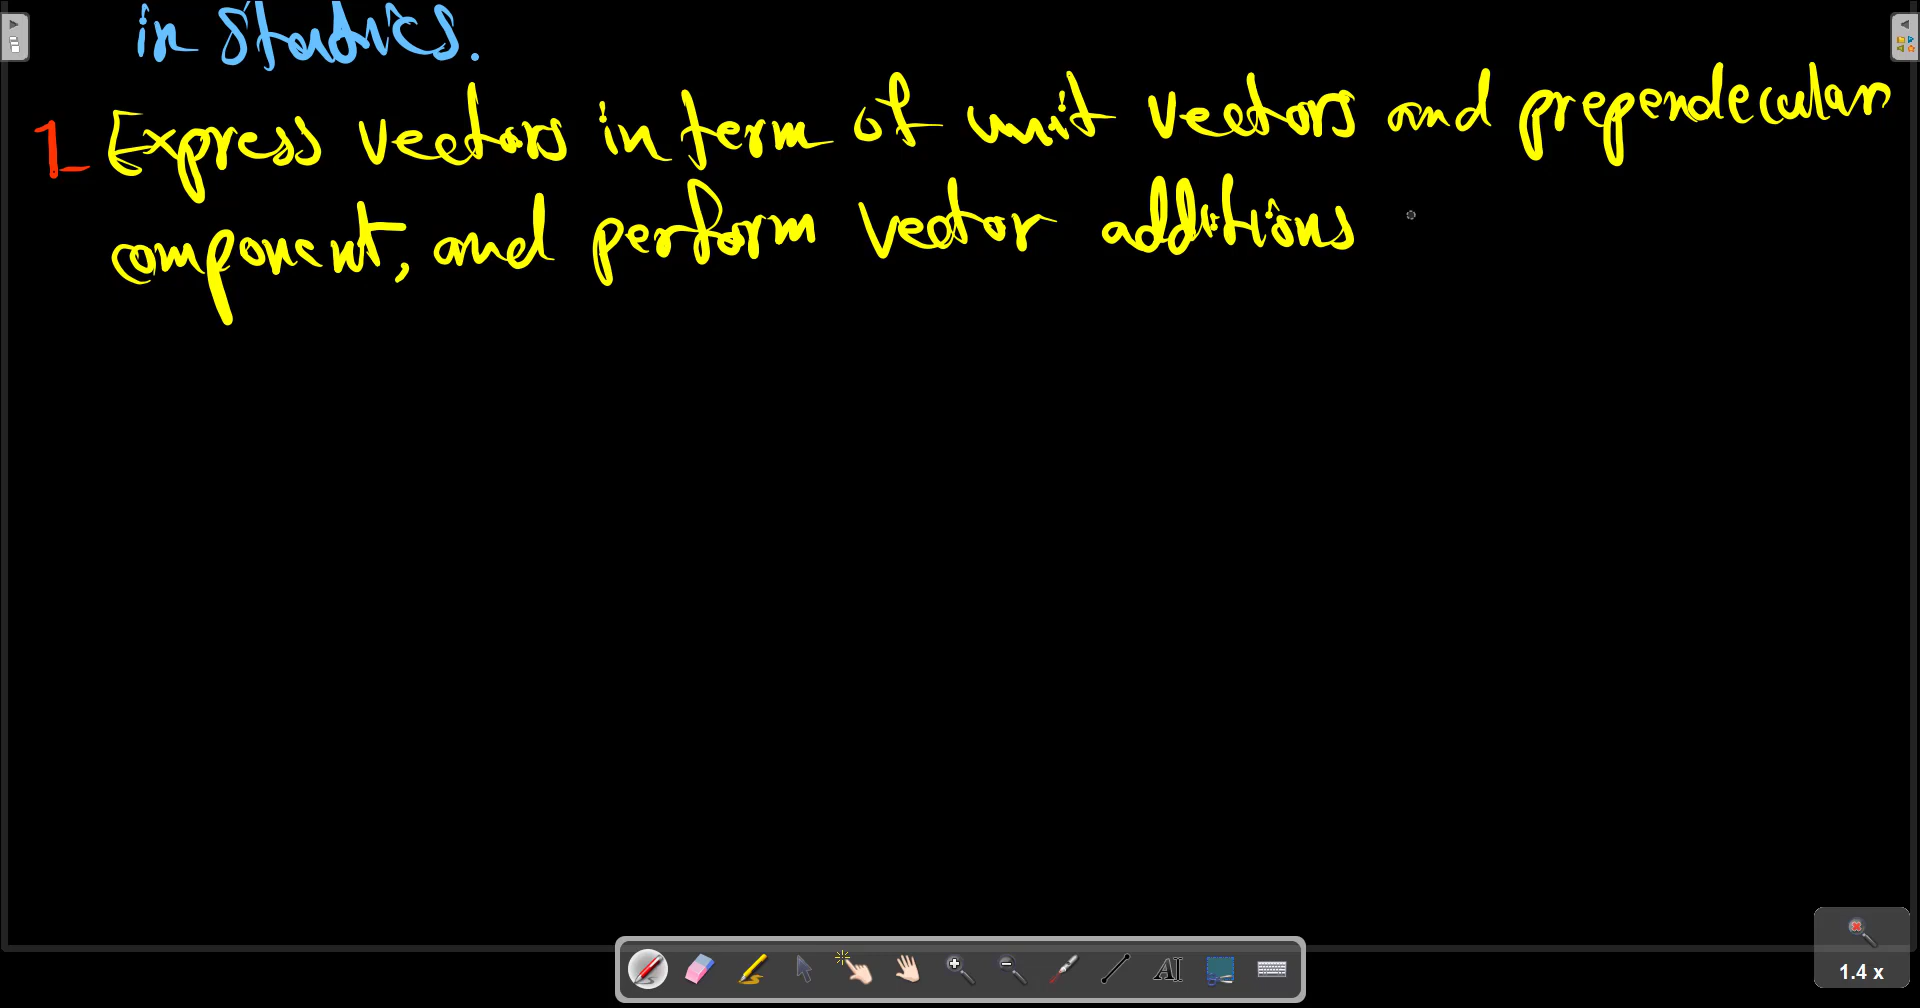 in Statics.
1 Express vectors in term of unit vectors and prependecular
component, and perform vector additions
1.4 x